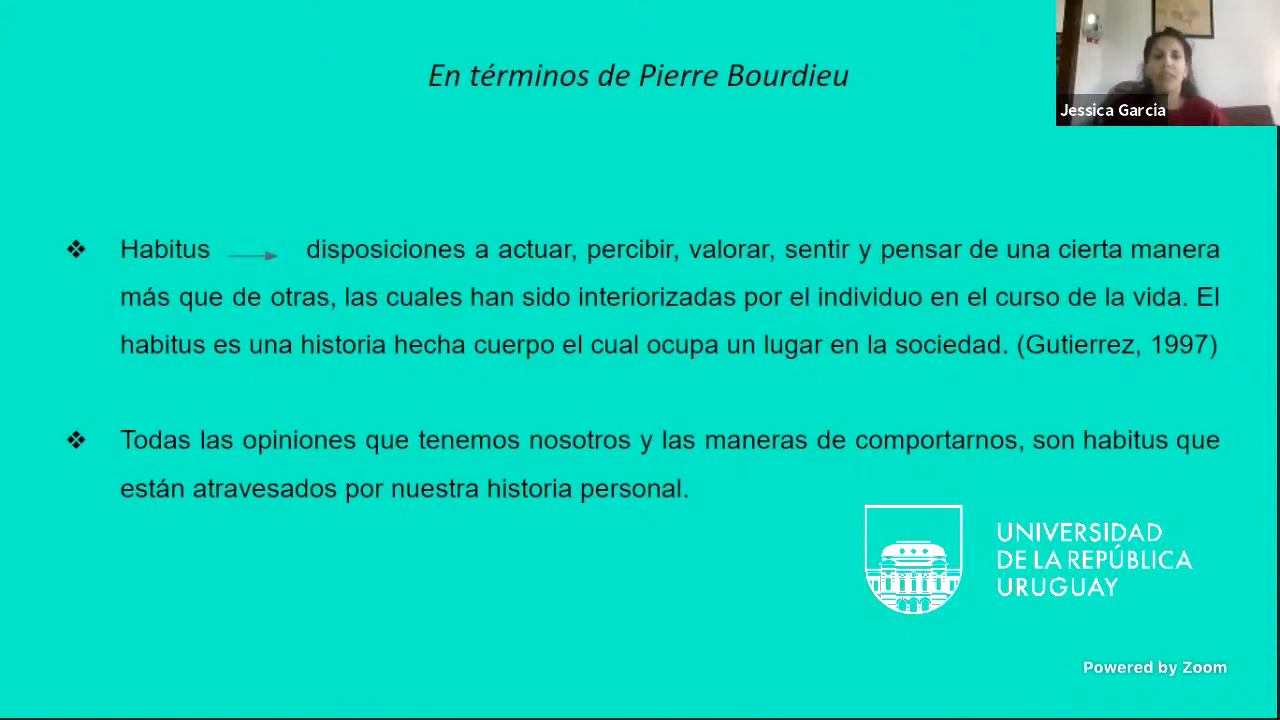 En términos de Pierre Bourdieu
Jessica Garcia
❖ Habitus → disposiciones a actuar, percibir, valorar, sentir y pensar de una cierta manera
más que de otras, las cuales han sido interiorizadas por el individuo en el curso de la vida. El
habitus es una historia hecha cuerpo el cual ocupa un lugar en la sociedad. (Gutierrez, 1997)
❖ Todas las opiniones que tenemos nosotros y las maneras de comportarnos, son habitus que
están atravesados por nuestra historia personal.
UNIVERSIDAD
DE LA REPÚBLICA
URUGUAY
Powered by Zoom